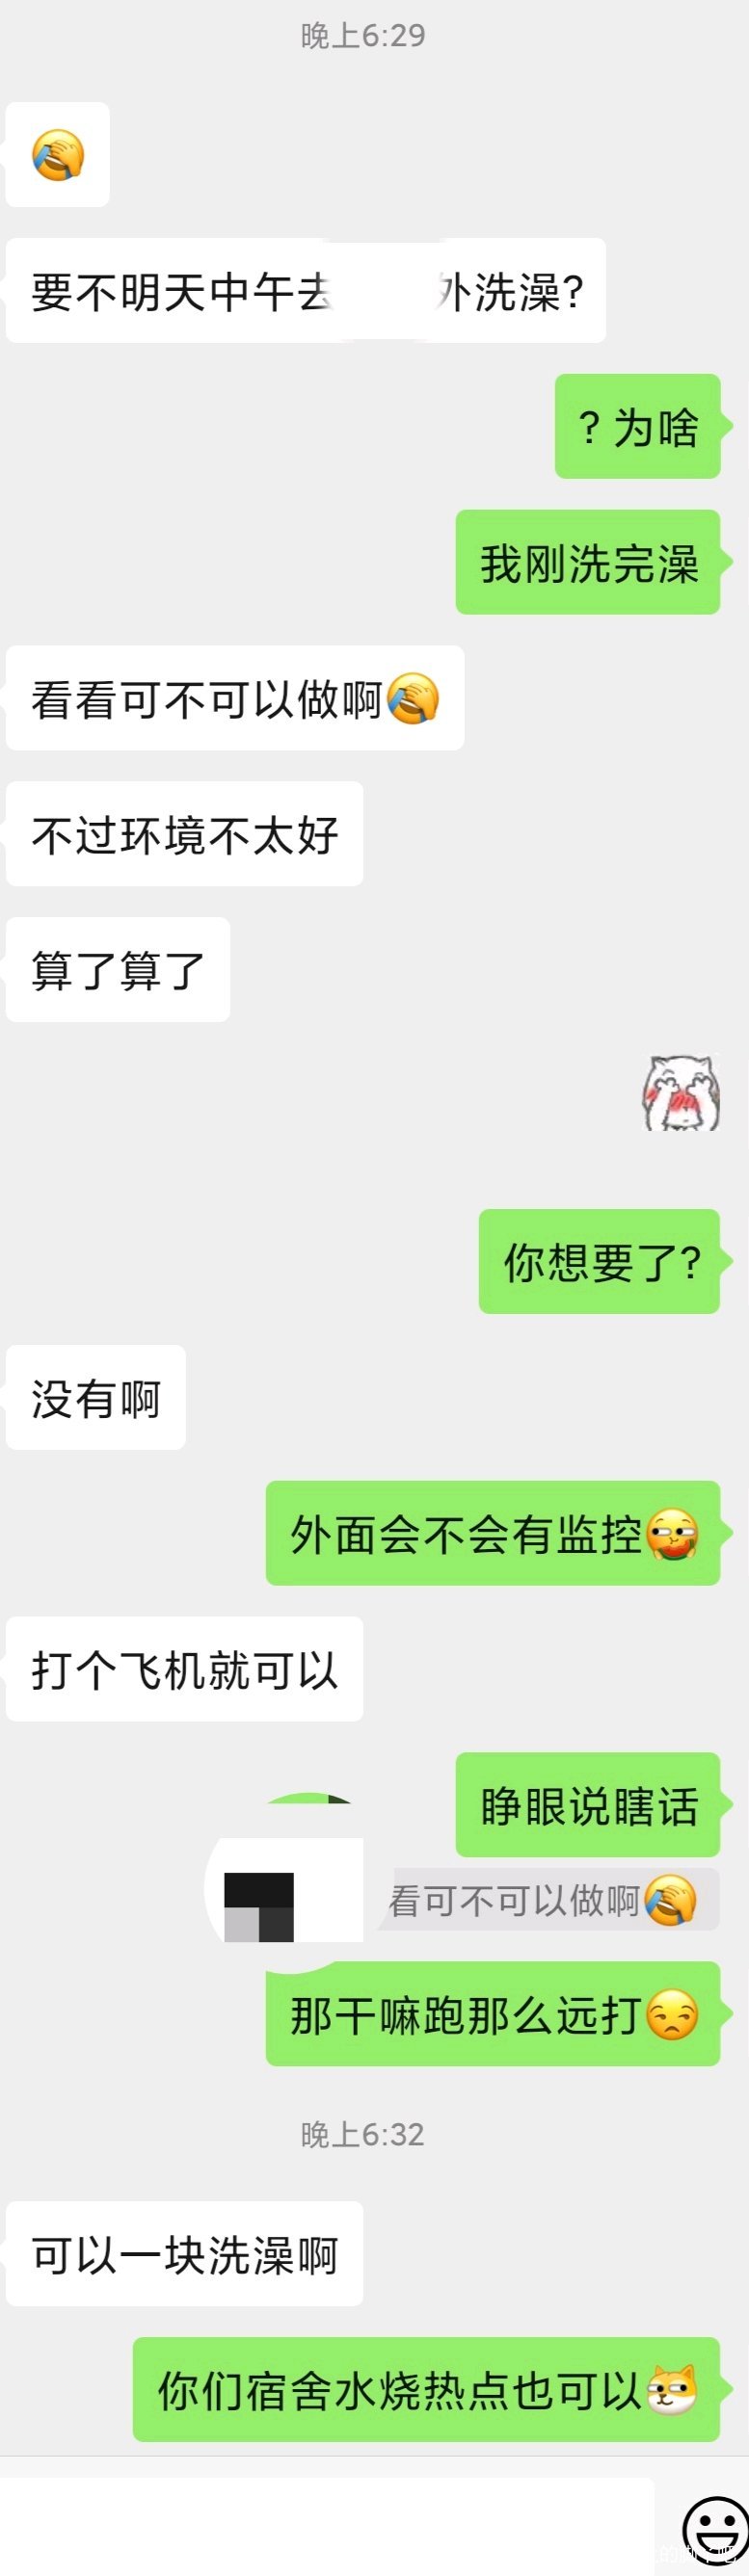 晚上6:29
要不明天中午去 外洗澡?
? 为啥
我刚洗完澡
看看可不可以做啊
不过环境不太好
算了算了
你想要了?
没有啊
外面会不会有监控
打个飞机就可以
睁眼说瞎话
看可不可以做啊
那干嘛跑那么远打
晚上6:32
可以一块洗澡啊
你们宿舍水烧热点也可以